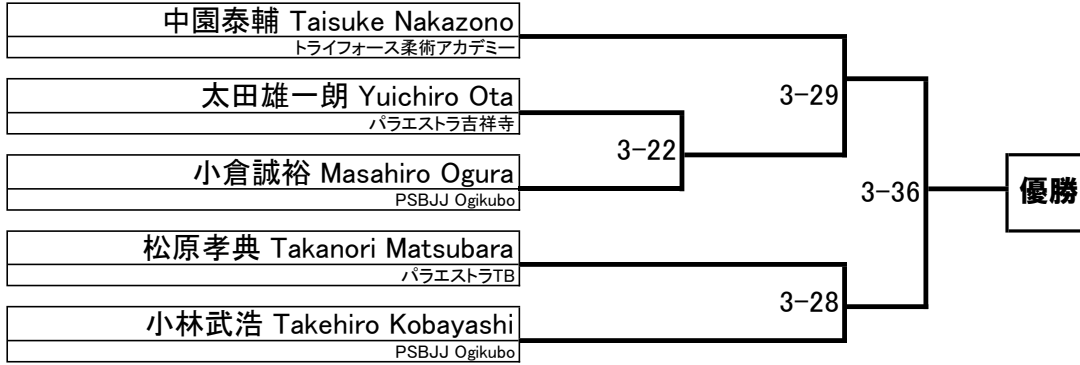 中園泰輔 Taisuke Nakazono
トライフォース柔術アカデミー
太田雄一朗 Yuichiro Ota
パラエストラ吉祥寺
3-29
3-22
小倉誠裕 Masahiro Ogura
PSBJJ Ogikubo
3-36
優勝
松原孝典 Takanori Matsubara
パラエストラTB
3-28
小林武浩 Takehiro Kobayashi
PSBJJ Ogikubo